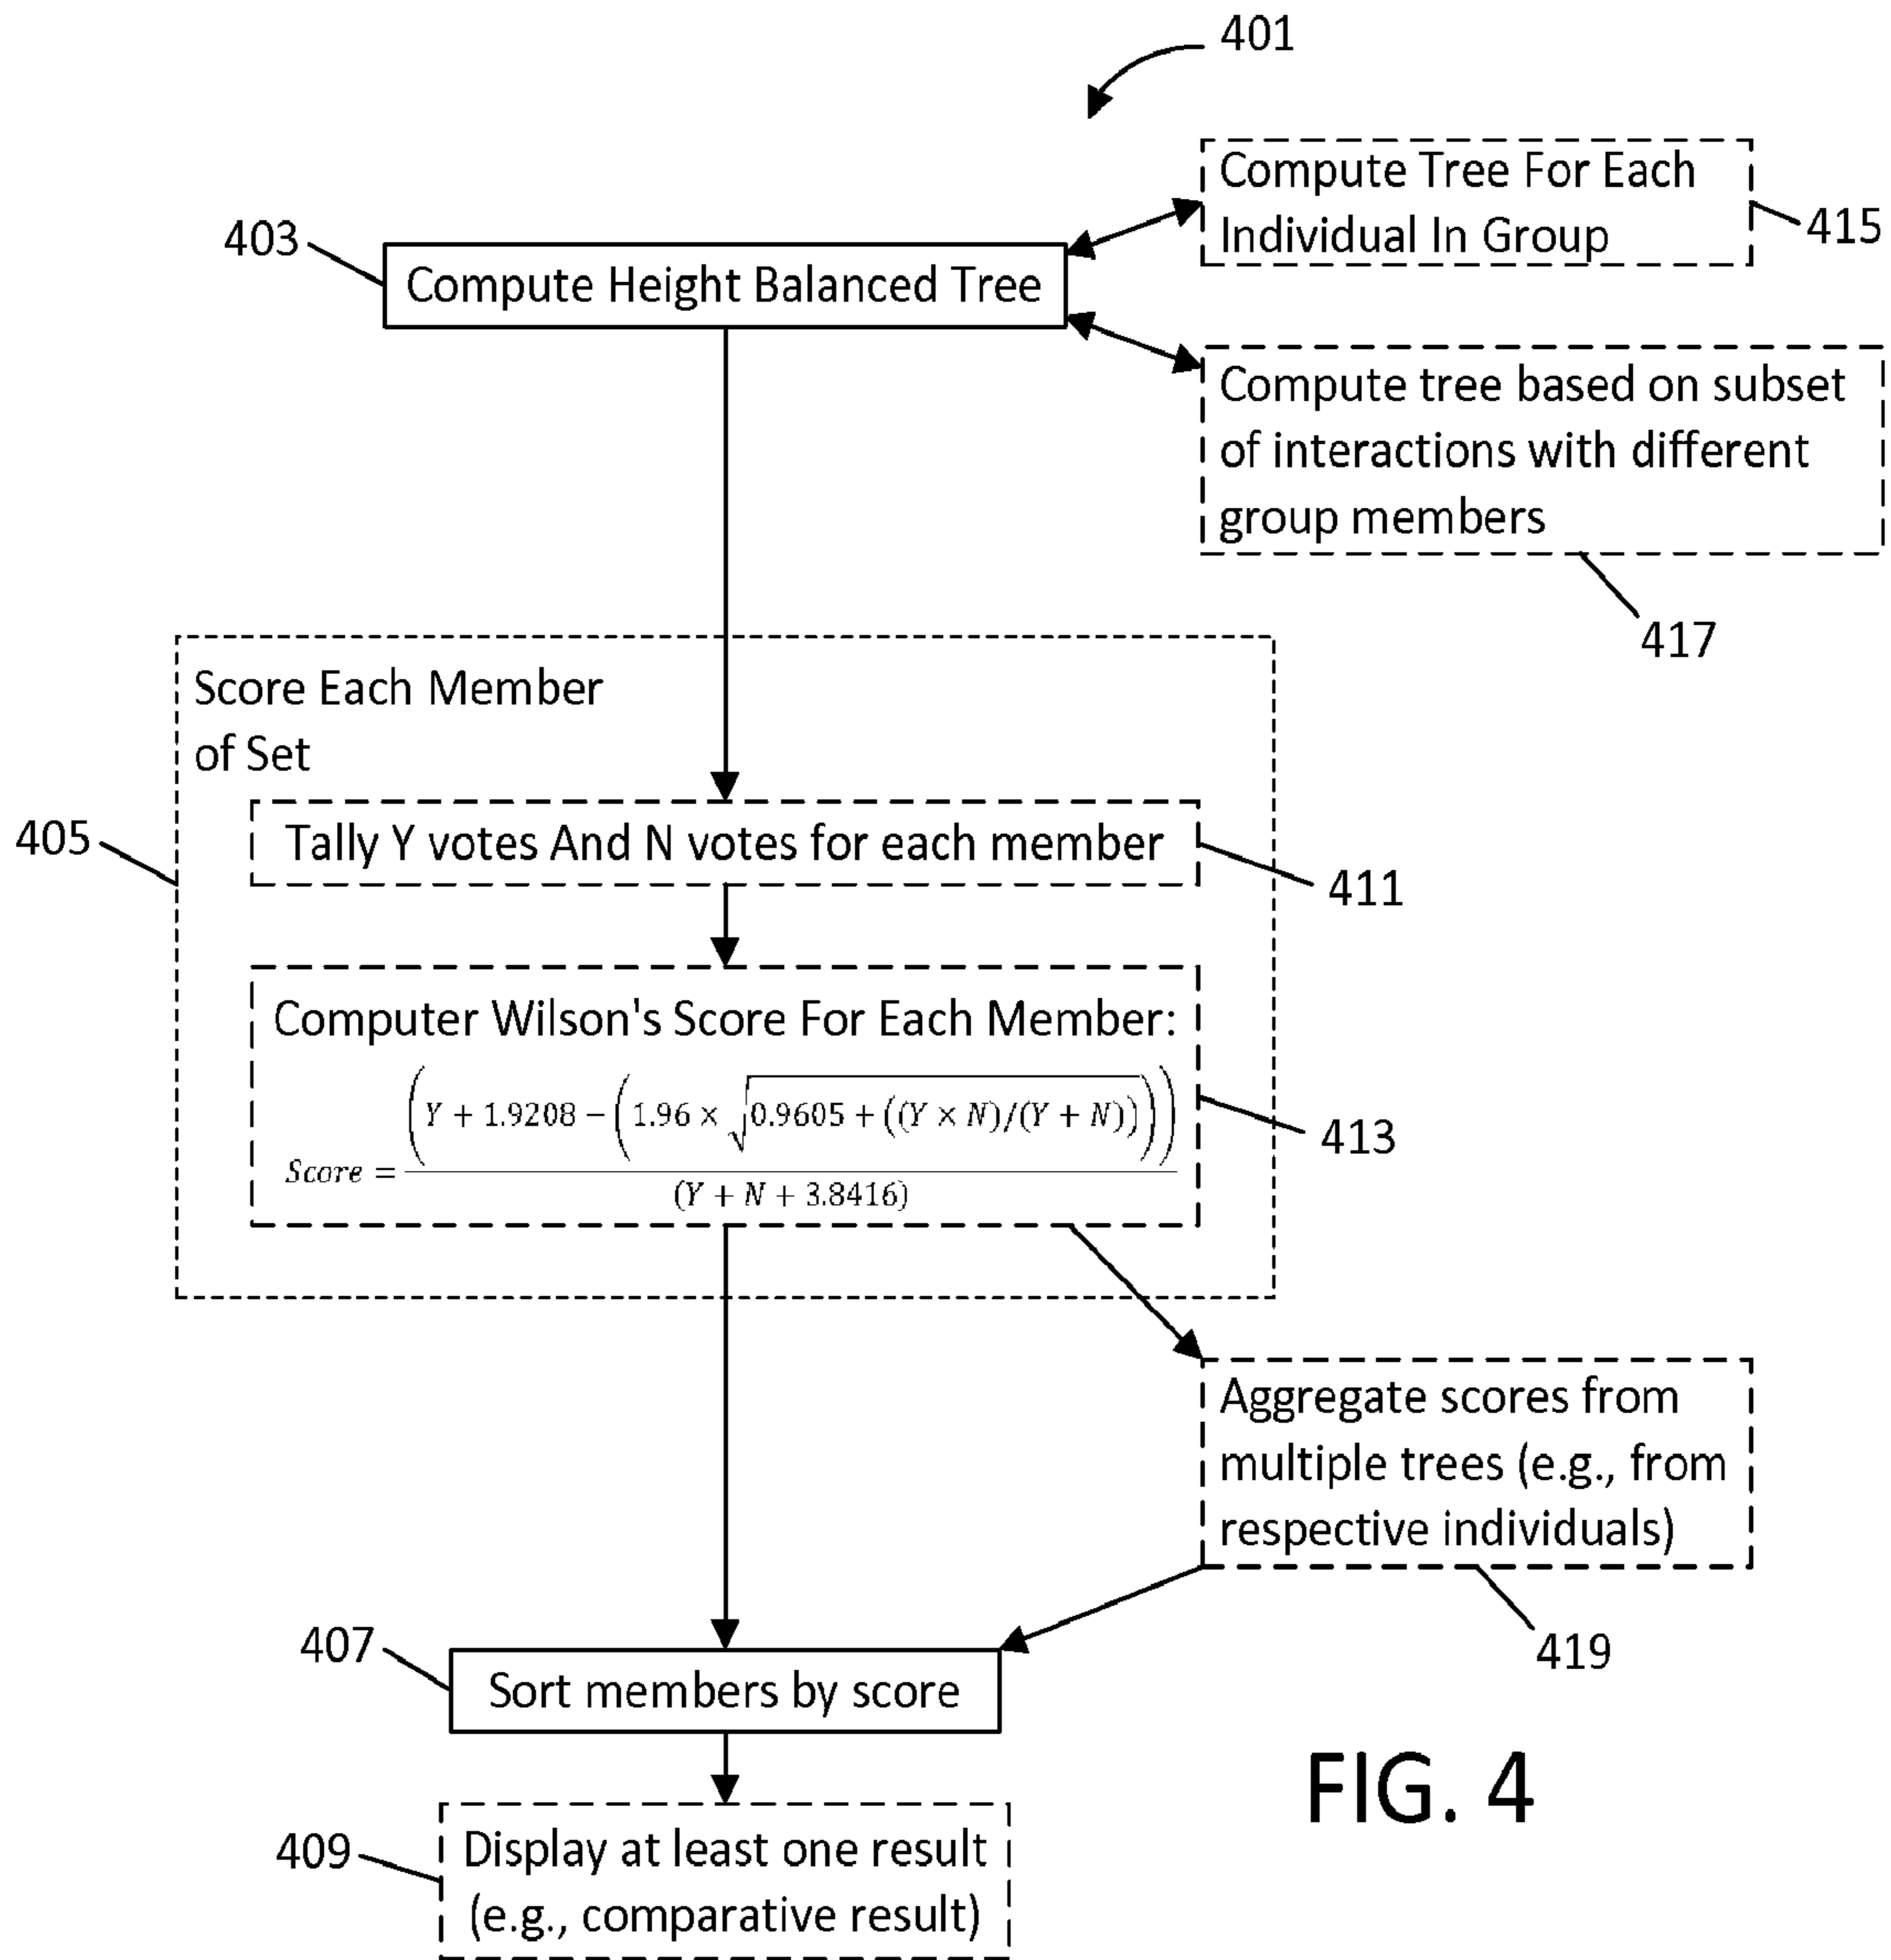 401
Compute Tree For Each
Individual In Group
415
403
Compute Height Balanced Tree
Compute tree based on subset
of interactions with different
group members
417
Score Each Member
of Set
405
Tally Y votes And N votes for each member
411
Computer Wilson's Score For Each Member:
Score = (Y + 1.9208 − (1.96 × √0.9605 + ((Y × N)/(Y + N))))
(Y + N + 3.8416)
413
Aggregate scores from
multiple trees (e.g., from
respective individuals)
419
407
Sort members by score
FIG. 4
409
Display at least one result
(e.g., comparative result)